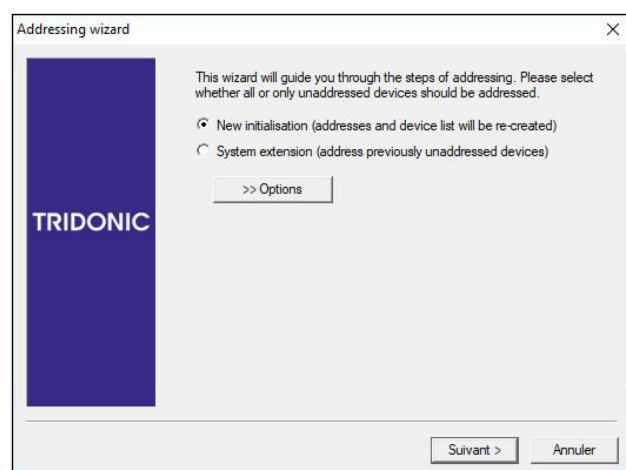 Addressing wizard
This wizard will guide you through the steps of addressing. Please select
whether all or only unaddressed devices should be addressed.
New initialisation (addresses and device list will be re-created)
System extension (address previously unaddressed devices)
>> Options
TRIDONIC
Suivant >
Annuler